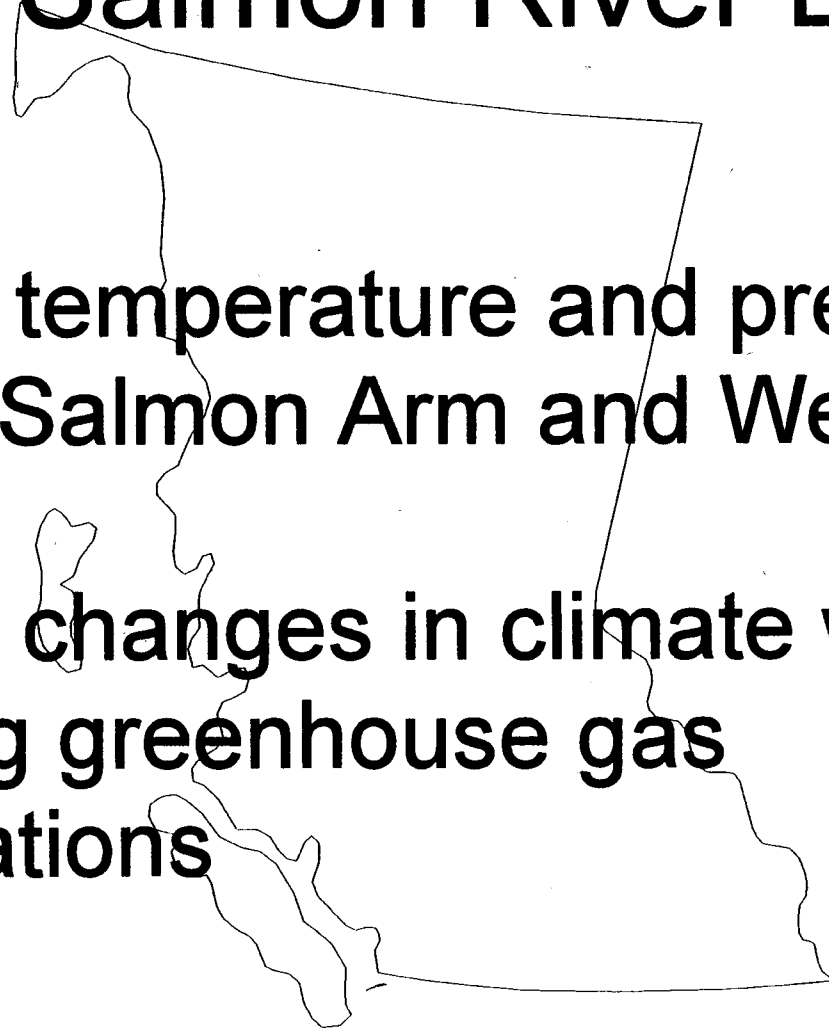 Salmon River
temperature and pre
Salmon Arm and We
changes in climate
g greenhouse gas
ations